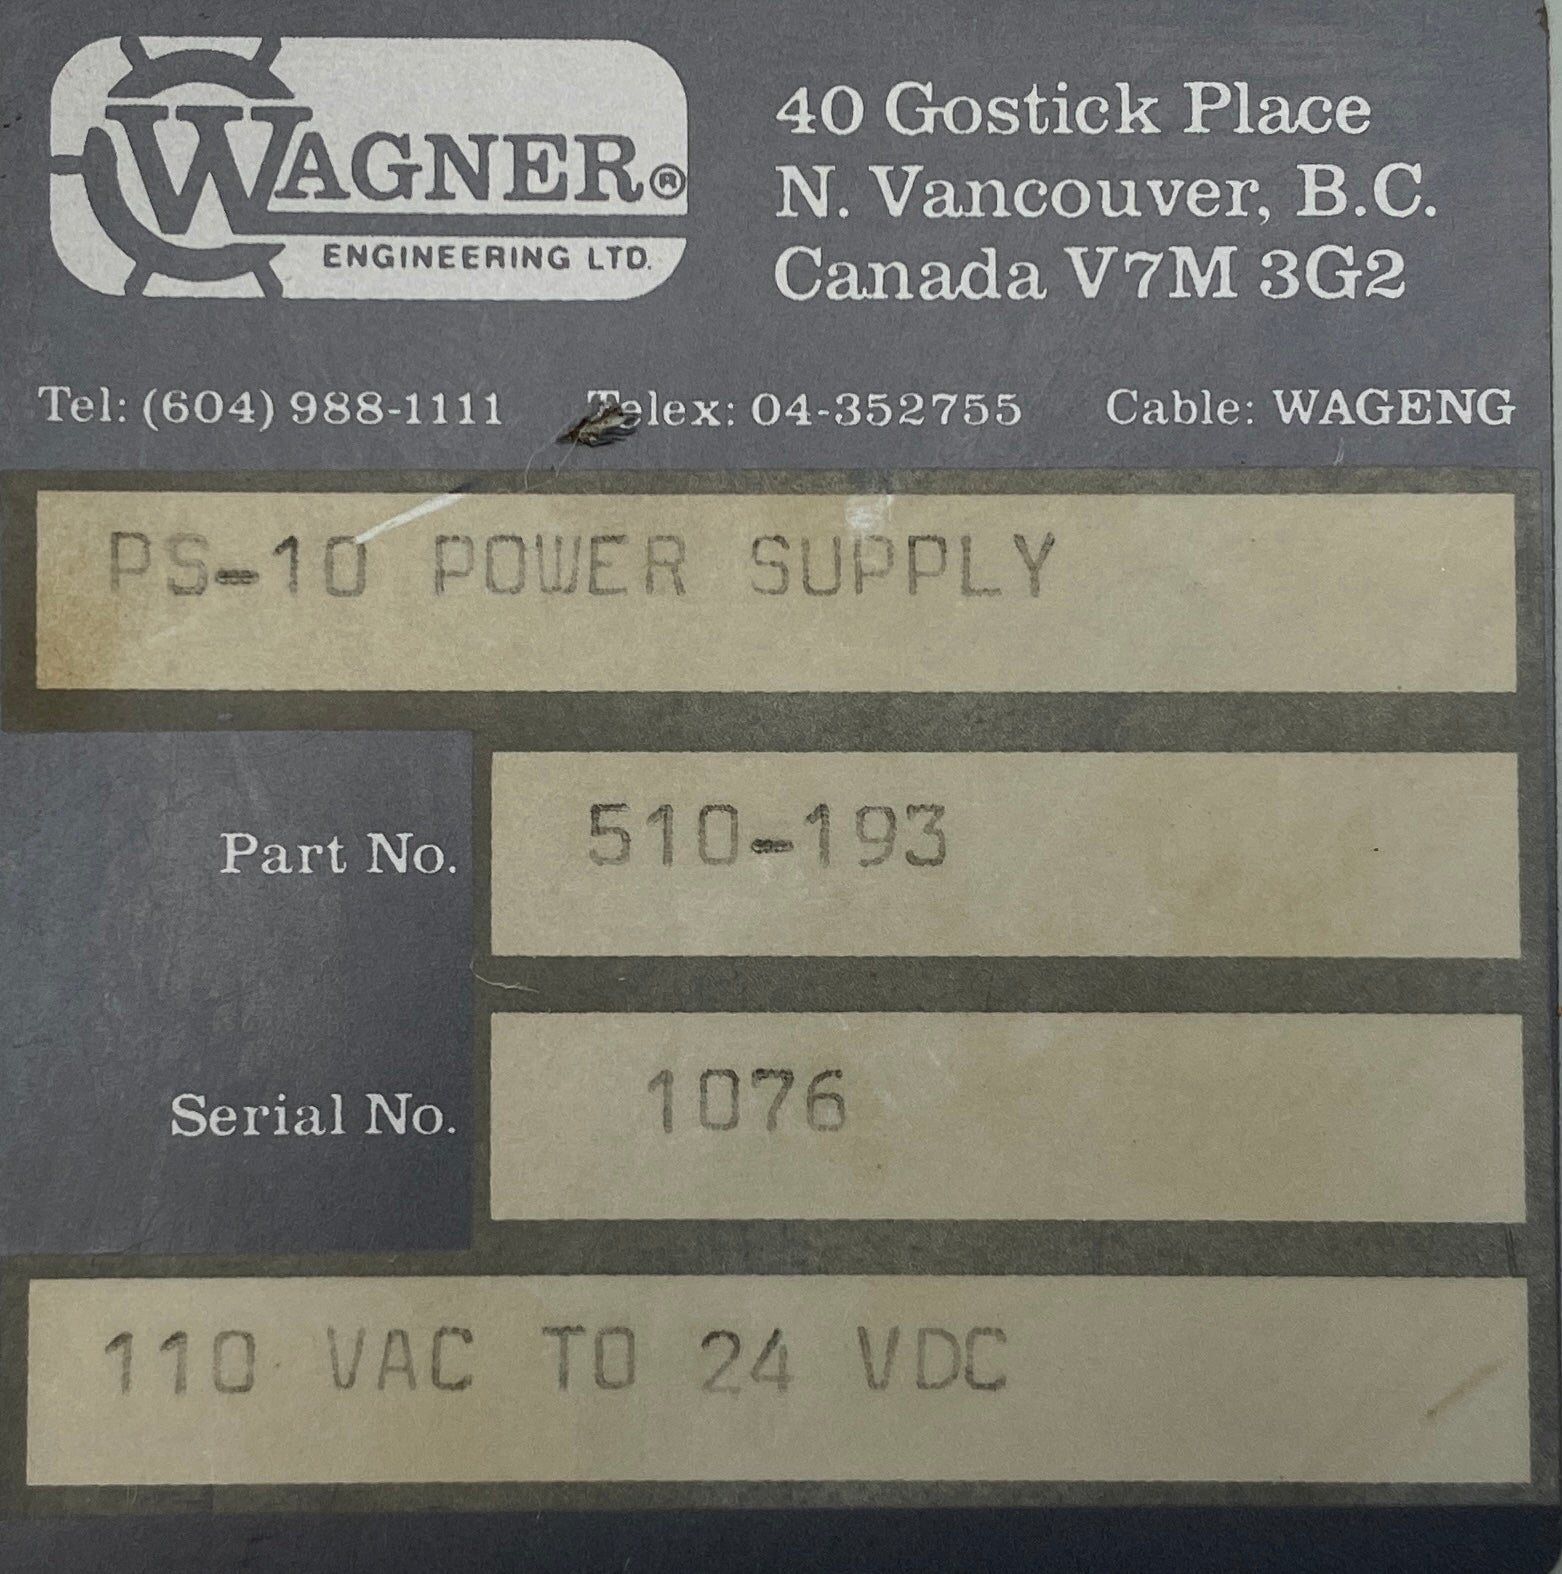 WAGNER®
ENGINEERING LTD.
40 Gostick Place
N. Vancouver, B.C.
Canada V7M 3G2
Tel: (604) 988-1111 Telex: 04-352755 Cable: WAGENG
PS-10 POWER SUPPLY
Part No. 510-193
Serial No. 1076
110 VAC TO 24 VDC